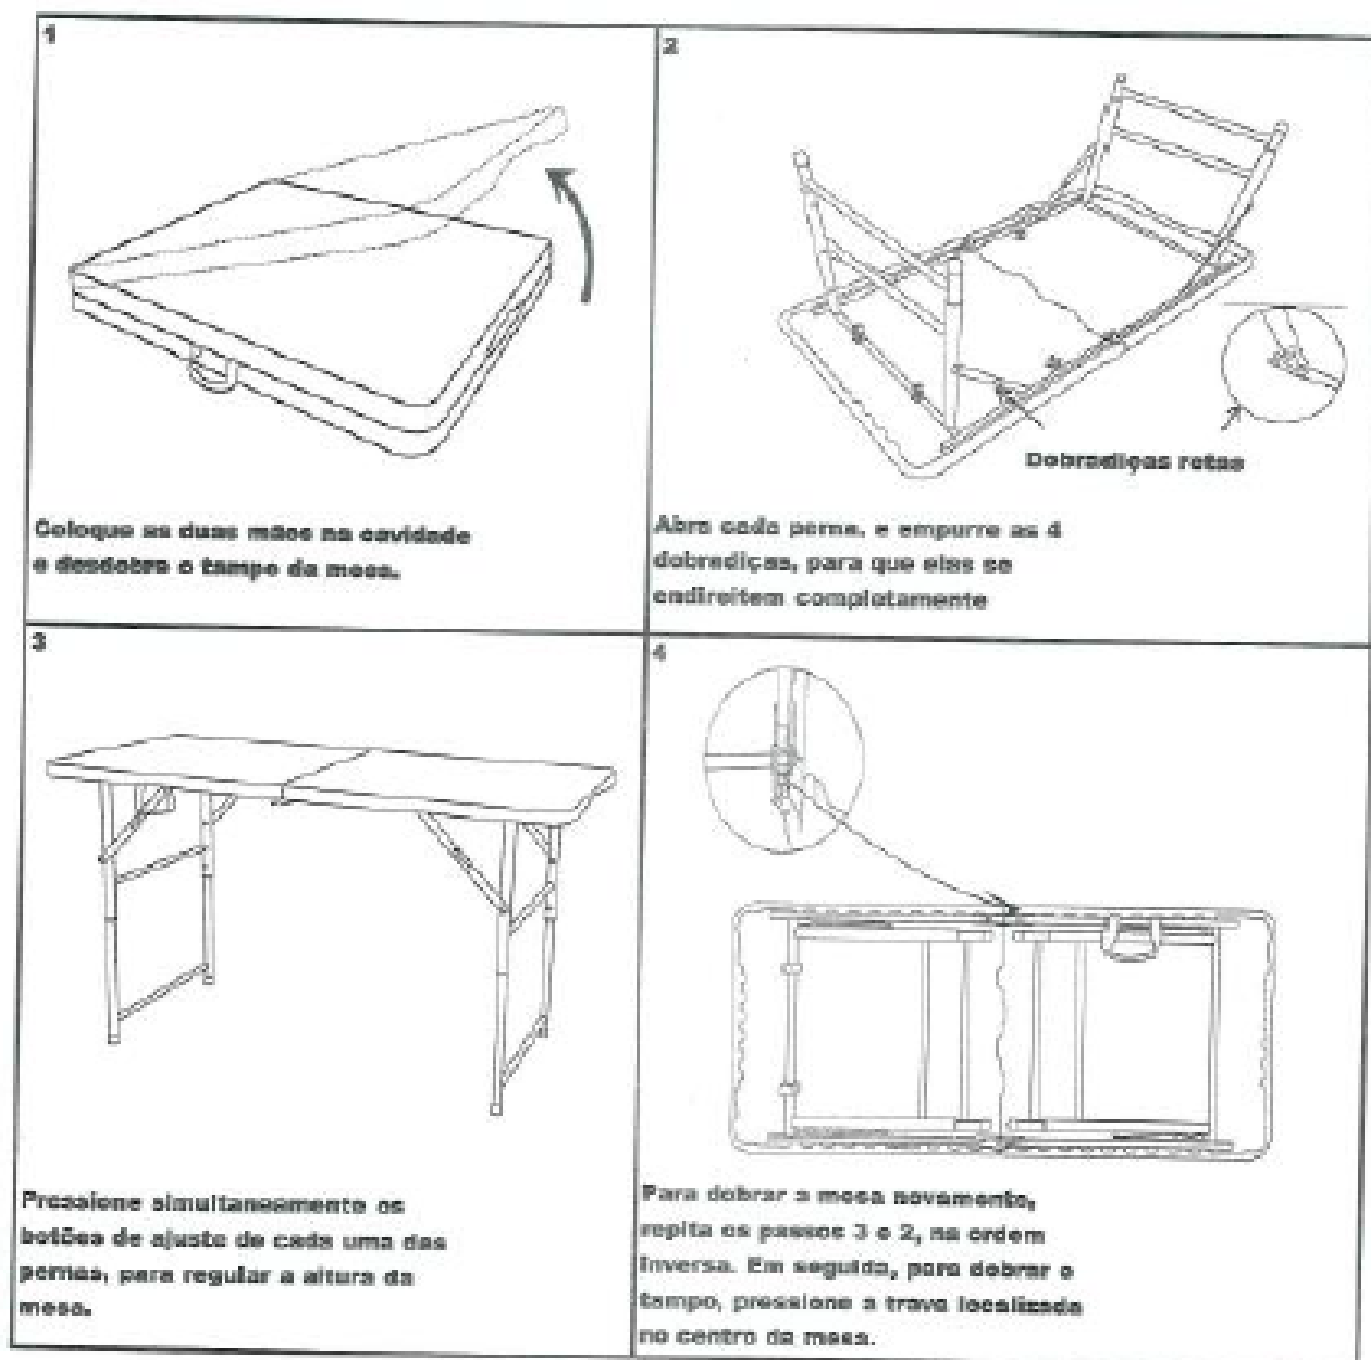 1
Coloque as duas mãos na cavidade
e desdobre o tampo da mesa.
2
Dobradiças retas
Abra cada perna, e empurre as 4
dobradiças, para que elas se
endireitem completamente
3
Pressione simultaneamente os
botões de ajuste de cada uma das
pernas, para regular a altura da
mesa.
4
Para dobrar a mesa novamente,
repita os passos 3 e 2, na ordem
inversa. Em seguida, para dobrar o
tampo, pressione a trava localizada
no centro da mesa.